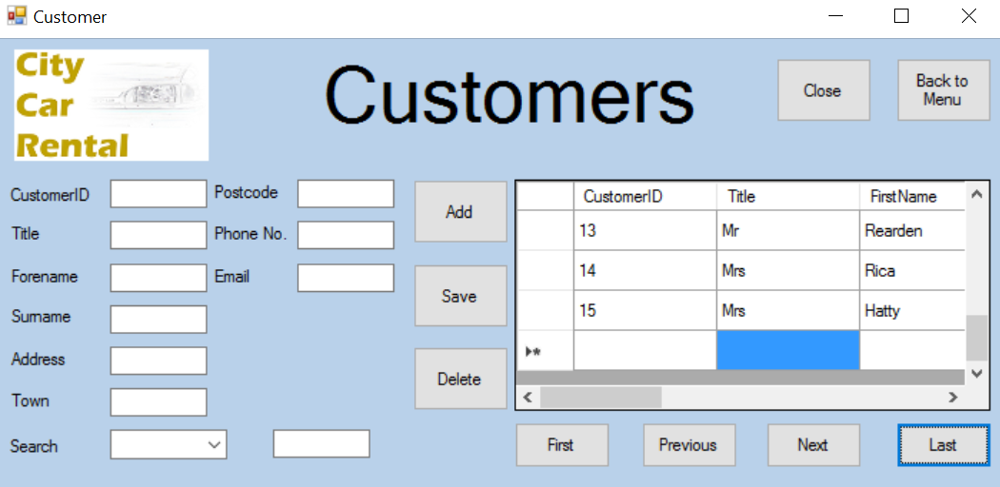 Customer
City
Car
Rental
Customers
Close
Back to
Menu
CustomerID
Postcode
Title
Phone No.
Forename
Email
Surname
Address
Town
Search
Add
Save
Delete
CustomerID Title FirstName
13 Mr Rearden
14 Mrs Rica
15 Mrs Hatty
First Previous Next Last